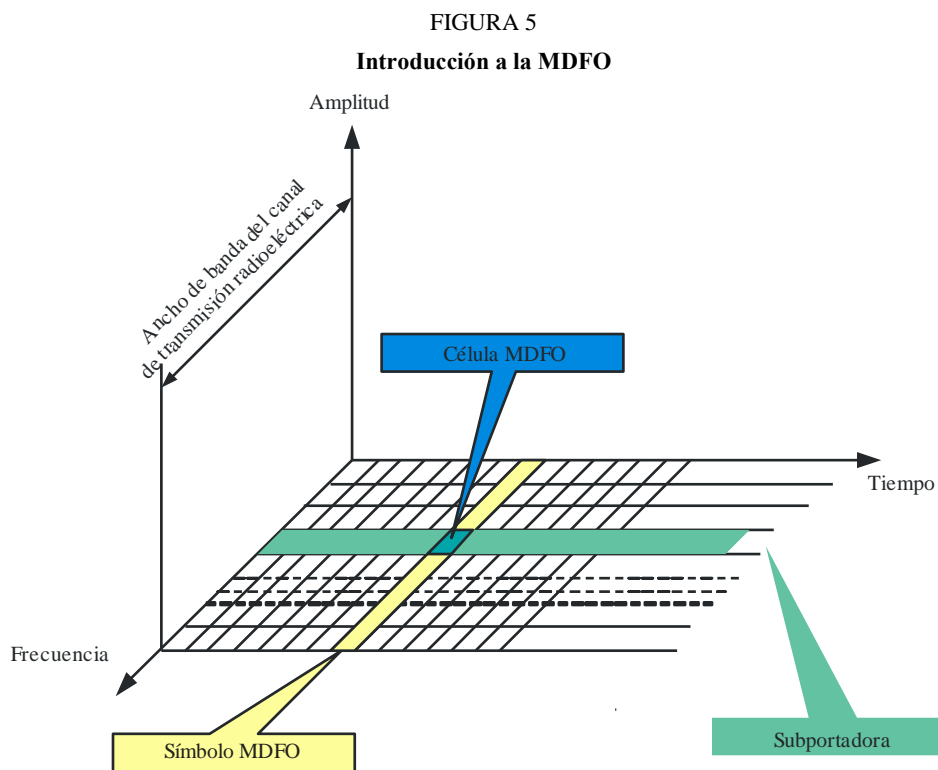 FIGURA 5
Introducción a la MDFO
Amplitud
Ancho de banda del canal
de transmisión radioeléctrica
Célula MDFO
Tiempo
Frecuencia
Símbolo MDFO
Subportadora